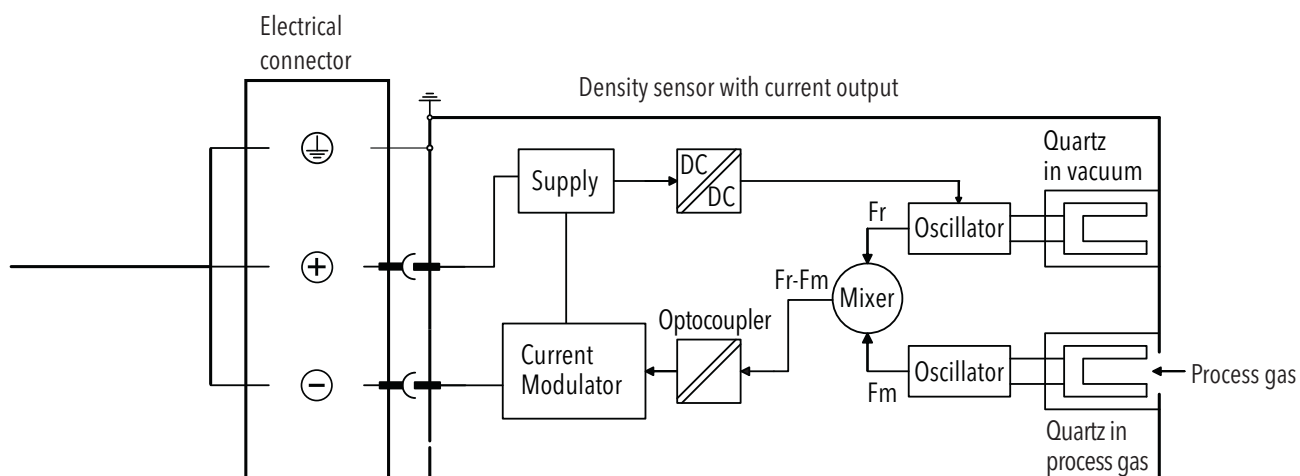 Electrical
connector
Density sensor with current output
Quartz
in vacuum
Supply
DC
DC
Fr
Oscillator
+
Fr-Fm
Mixer
Optocoupler
Current
Modulator
−
Oscillator
Fm
Process gas
Quartz in
process gas